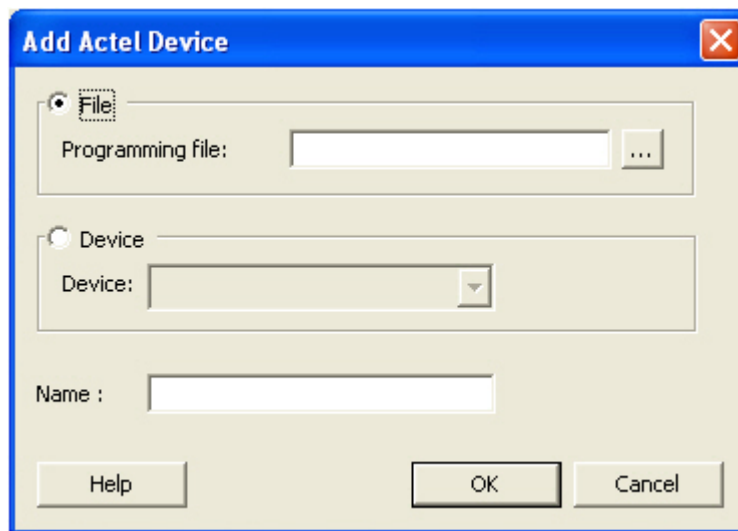 Add Actel Device
File
Programming file:
...
Device
Device:
Name :
Help OK Cancel